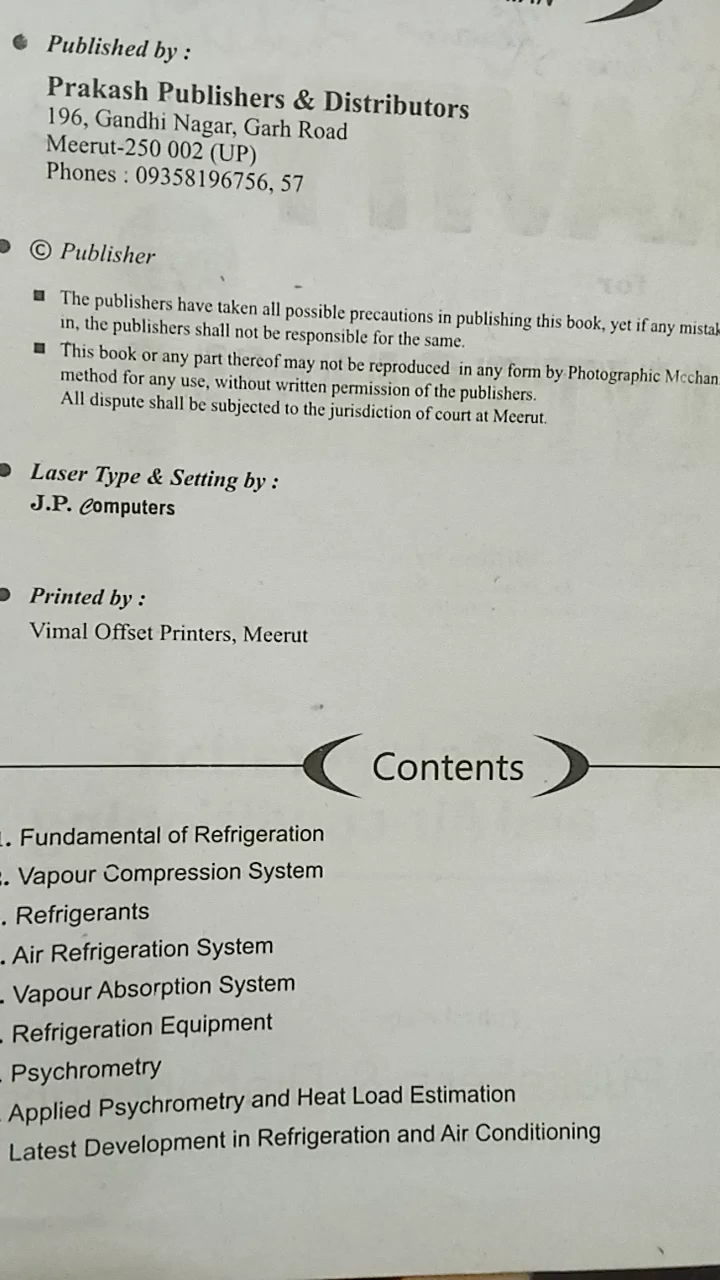 Published by :
Prakash Publishers & Distributors
196, Gandhi Nagar, Garh Road
Meerut-250 002 (UP)
Phones : 09358196756, 57
© Publisher
The publishers have taken all possible precautions in publishing this book, yet if any mistak
in, the publishers shall not be responsible for the same.
This book or any part thereof may not be reproduced in any form by Photographic Mechan
method for any use, without written permission of the publishers.
All dispute shall be subjected to the jurisdiction of court at Meerut.
Laser Type & Setting by :
J.P. Computers
Printed by :
Vimal Offset Printers, Meerut
Contents
. Fundamental of Refrigeration
. Vapour Compression System
. Refrigerants
. Air Refrigeration System
. Vapour Absorption System
. Refrigeration Equipment
. Psychrometry
Applied Psychrometry and Heat Load Estimation
Latest Development in Refrigeration and Air Conditioning